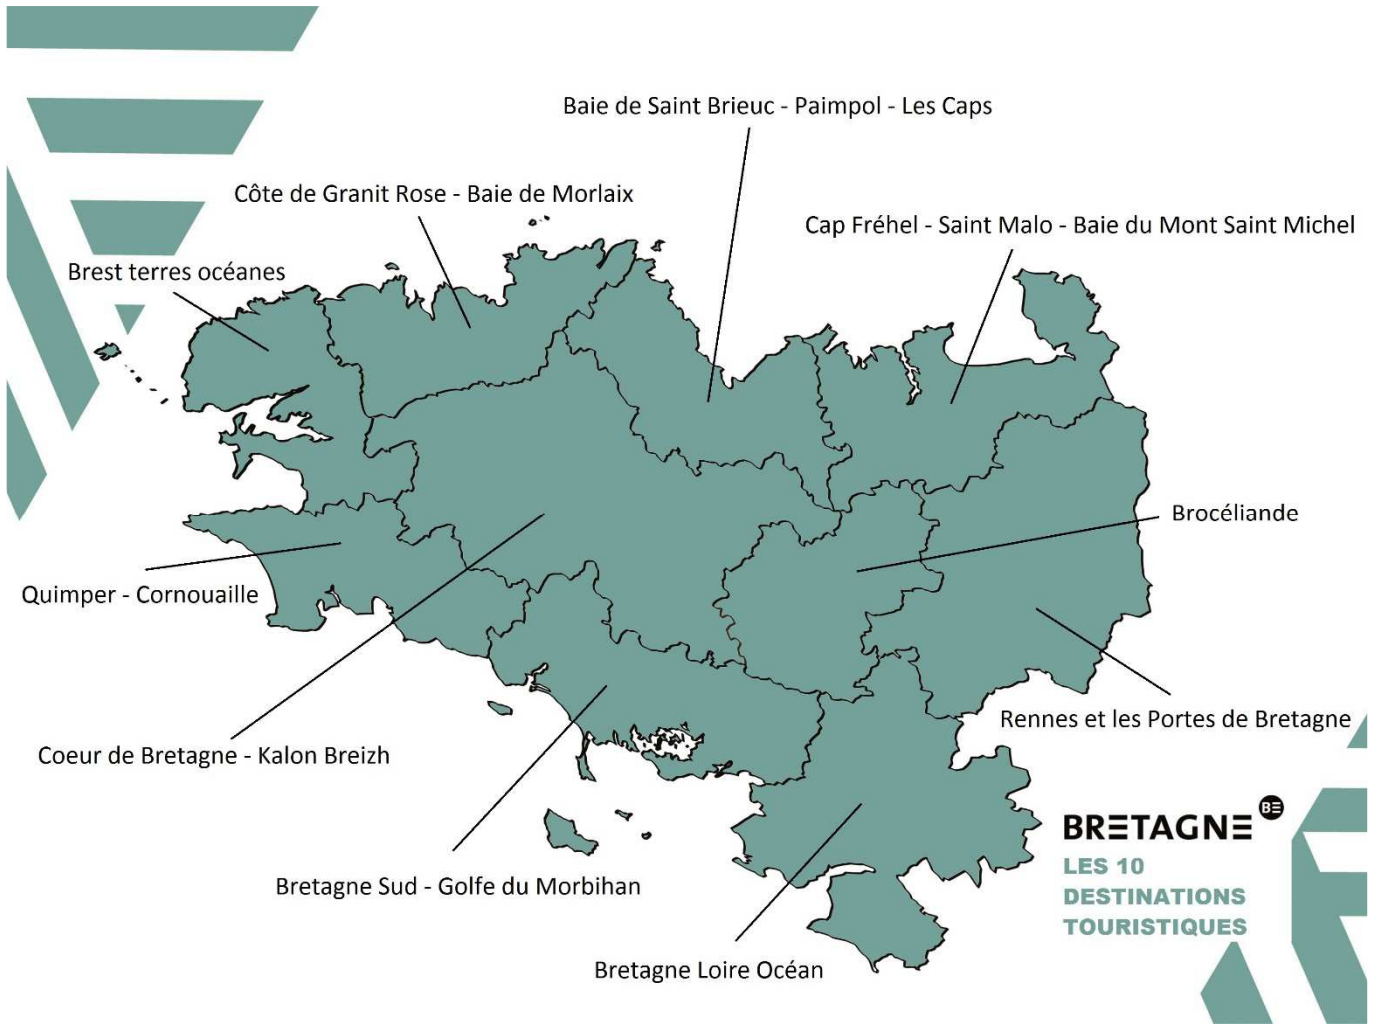 Baie de Saint Brieuc - Paimpol - Les Caps
Côte de Granit Rose - Baie de Morlaix
Cap Fréhel - Saint Malo - Baie du Mont Saint Michel
Brest terres océanes
Brocéliande
Quimper - Cornouaille
Rennes et les Portes de Bretagne
Coeur de Bretagne - Kalon Breizh
Bretagne Sud - Golfe du Morbihan
Bretagne Loire Océan
BRETAGNE BE
LES 10
DESTINATIONS
TOURISTIQUES